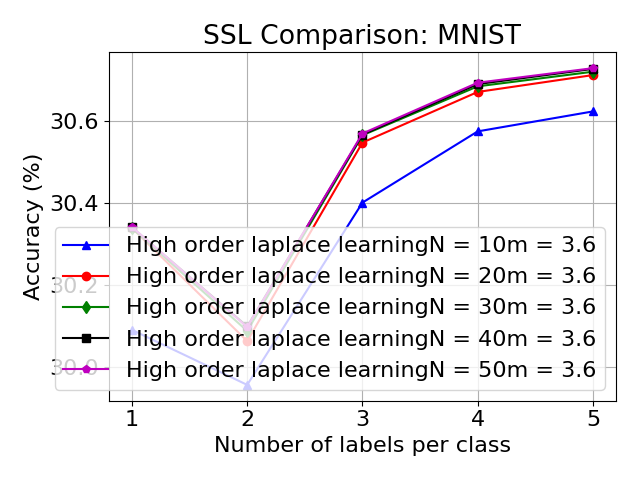 SSL Comparison: MNIST
Accuracy (%)
30.6
30.4
30.2
30.0
High order laplace learningN = 10m = 3.6
High order laplace learningN = 20m = 3.6
High order laplace learningN = 30m = 3.6
High order laplace learningN = 40m = 3.6
High order laplace learningN = 50m = 3.6
1 2 3 4 5
Number of labels per class